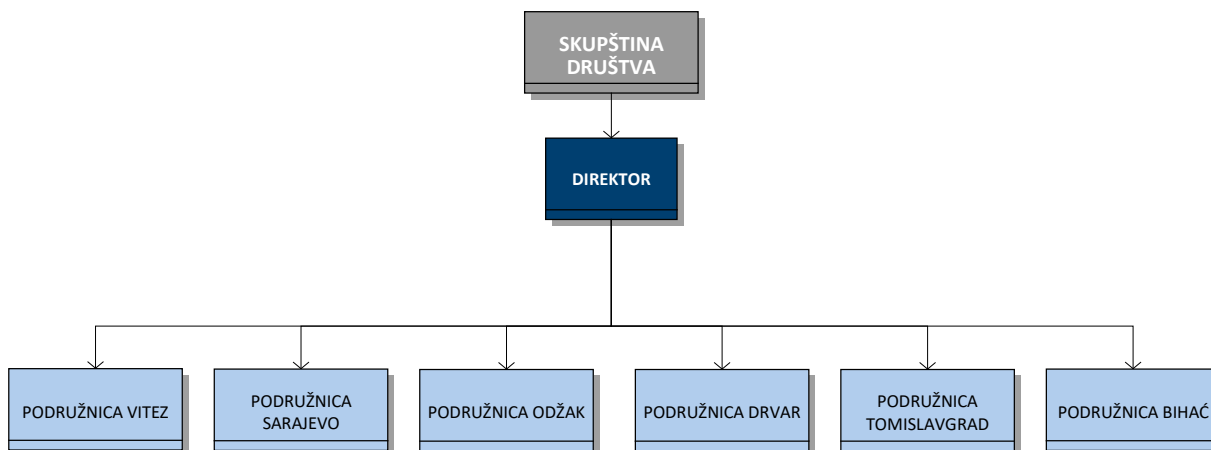 SKUPŠTINA
DRUŠTVA
DIREKTOR
PODRUŽNICA VITEZ
PODRUŽNICA
SARAJEVO
PODRUŽNICA ODŽAK
PODRUŽNICA DRVAR
PODRUŽNICA
TOMISLAVGRAD
PODRUŽNICA BIHAĆ